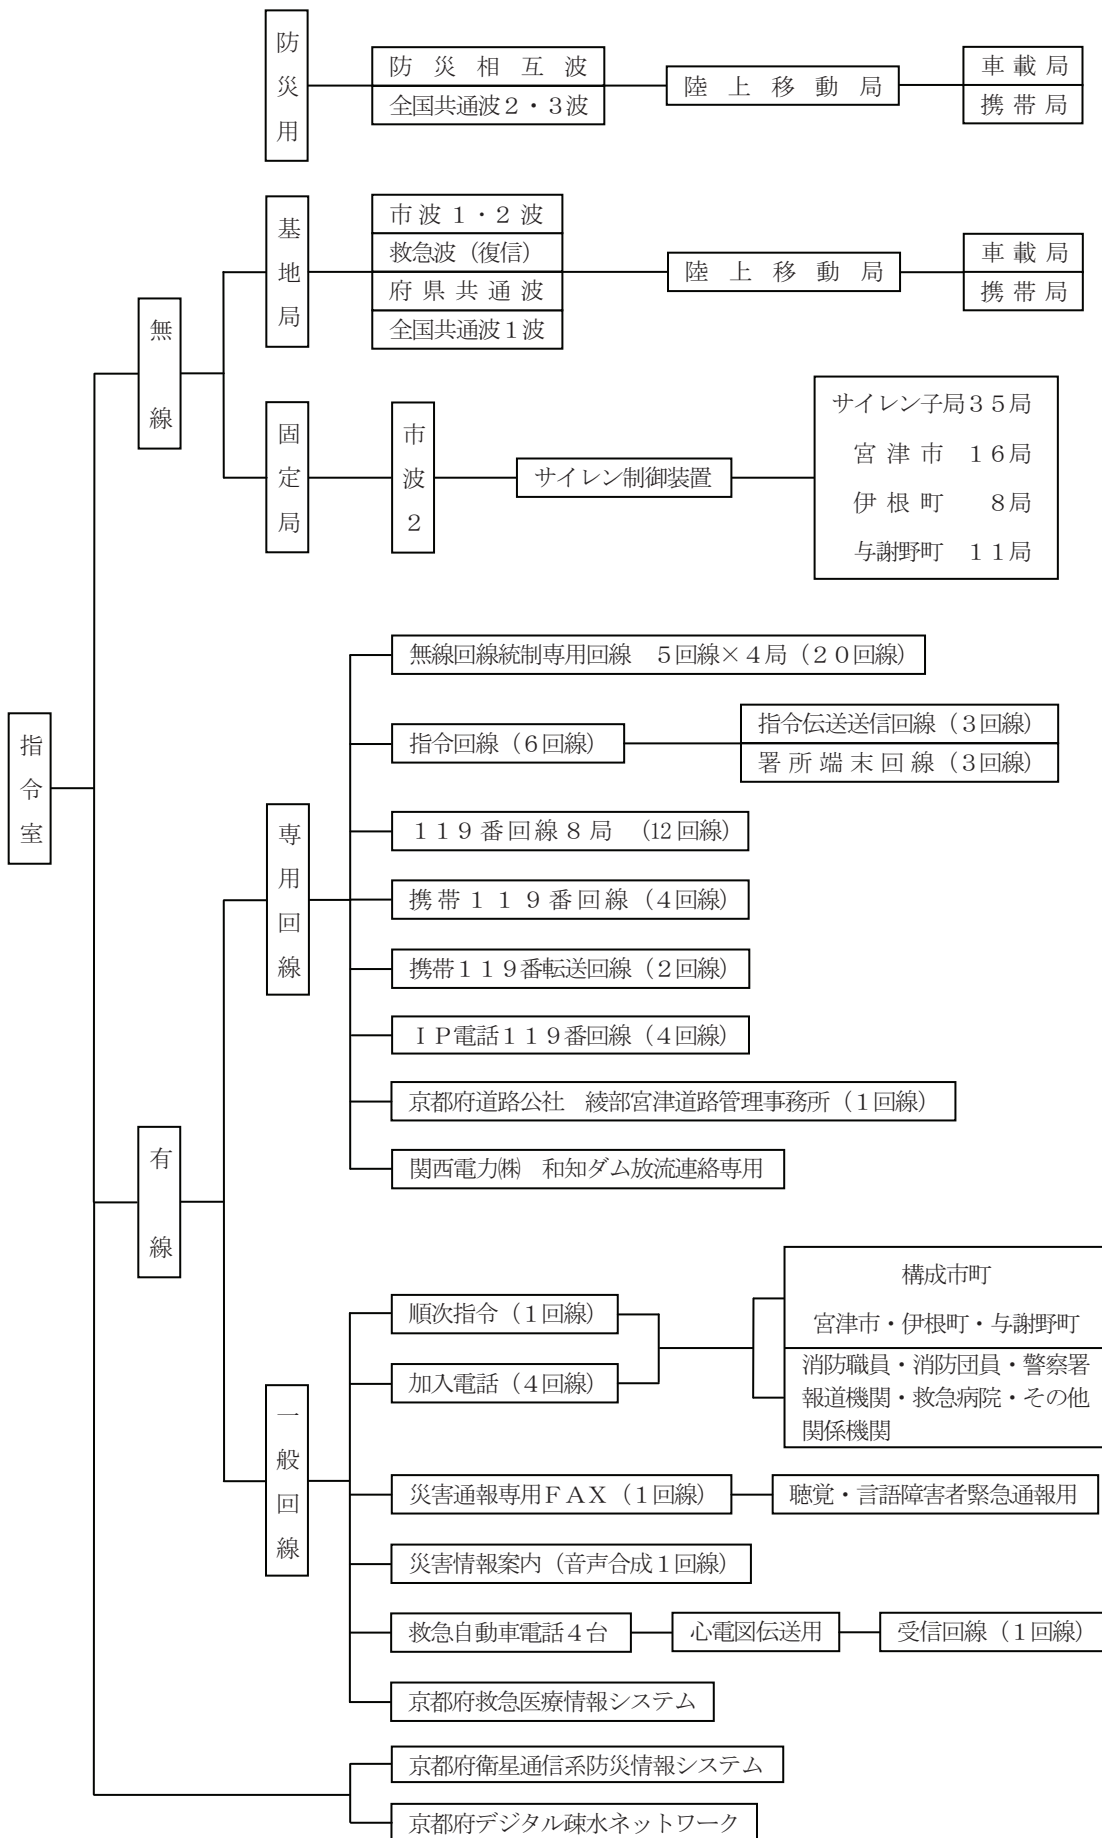 防災用
防災相互波
全国共通波２・３波
陸上移動局
車載局
携帯局
基地局
市波１・２波
救急波（復信）
府県共通波
全国共通波１波
陸上移動局
車載局
携帯局
無線
固定局
市波２
サイレン制御装置
サイレン子局３５局
宮津市　１６局
伊根町　８局
与謝野町　１１局
指令室
専用回線
無線回線統制専用回線　５回線×４局（２０回線）
指令回線（６回線）
指令伝送送信回線（３回線）
署所端末回線（３回線）
１１９番回線８局　（12回線）
携帯１１９番回線（４回線）
携帯１１９番転送回線（２回線）
ＩＰ電話１１９番回線（４回線）
京都府道路公社　綾部宮津道路管理事務所（１回線）
関西電力㈱　和知ダム放流連絡専用
有線
一般回線
順次指令（１回線）
加入電話（４回線）
構成市町
宮津市・伊根町・与謝野町
消防職員・消防団員・警察署
報道機関・救急病院・その他
関係機関
災害通報専用ＦＡＸ（１回線）
聴覚・言語障害者緊急通報用
災害情報案内（音声合成１回線）
救急自動車電話４台
心電図伝送用
受信回線（１回線）
京都府救急医療情報システム
京都府衛星通信系防災情報システム
京都府デジタル疎水ネットワーク